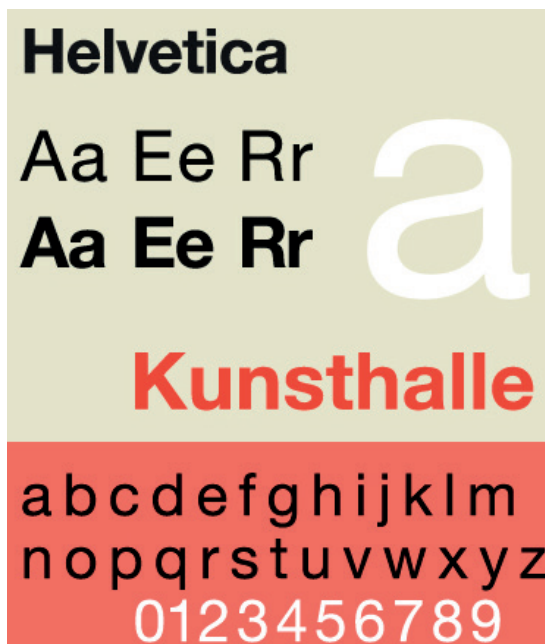 Helvetica
Aa Ee Rr
Aa Ee Rr
a
Kunsthalle
abcdefghijklm
nopqrstuvwxyz
0123456789